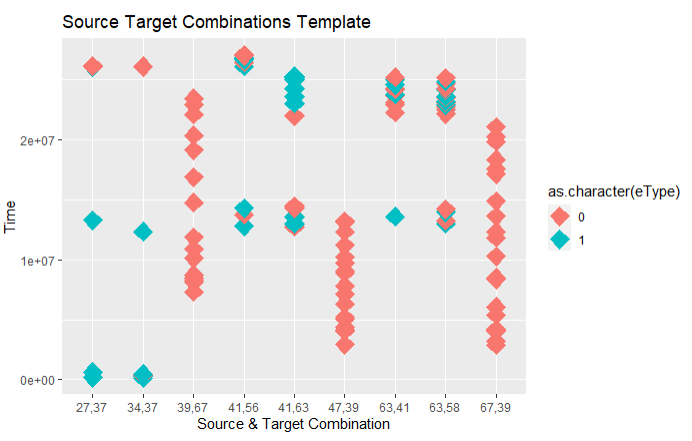 Source Target Combinations Template
Time
2e+07
1e+07
0e+00
27,37 34,37 39,67 41,56 41,63 47,39 63,41 63,58 67,39
Source & Target Combination
as.character(eType)
0
1